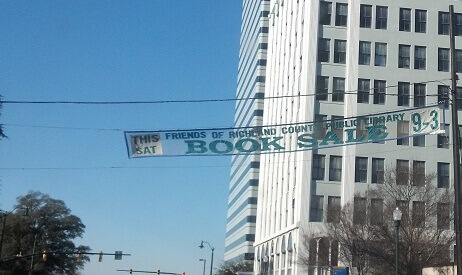 THIS
SAT
FRIENDS OF RICHLAND COUNTY PUBLIC LIBRARY
BOOK SALE
9-3